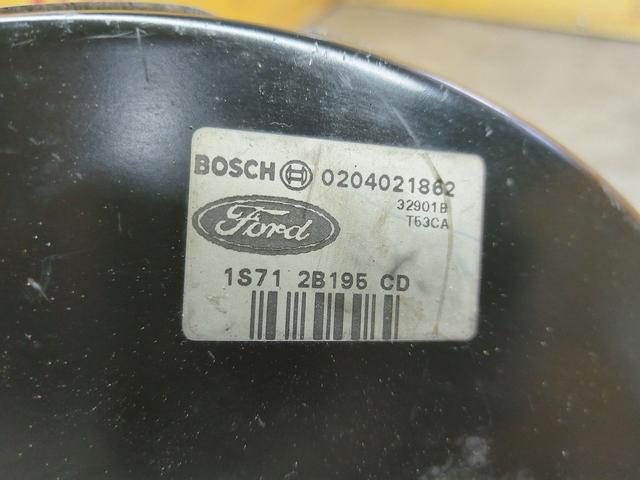 BOSCH 0204021862
32901B
T53CA
Ford
1S71 2B195 CD